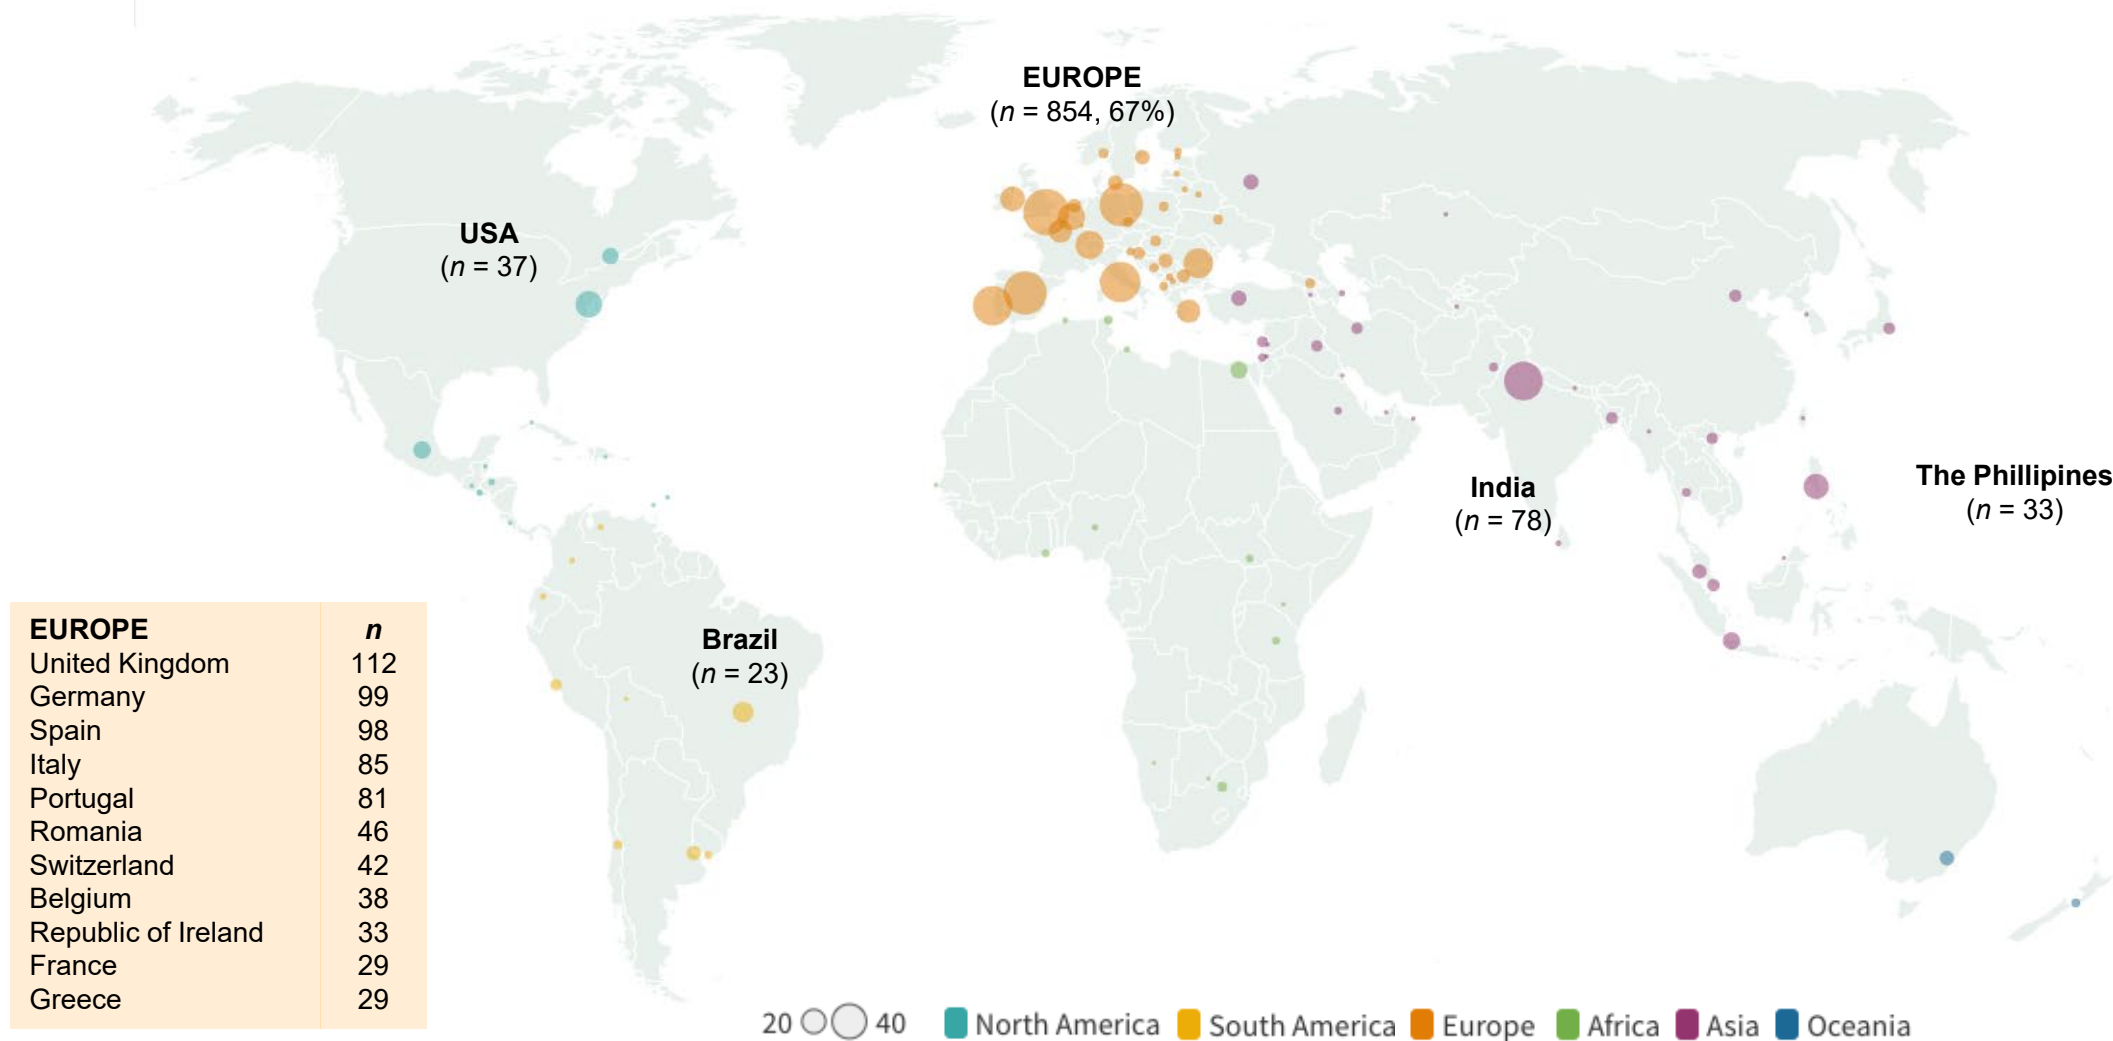 EUROPE
(n = 854, 67%)
USA
(n = 37)
India
(n = 78)
The Phillipines
(n = 33)
Brazil
(n = 23)
EUROPE n
United Kingdom 112
Germany 99
Spain 98
Italy 85
Portugal 81
Romania 46
Switzerland 42
Belgium 38
Republic of Ireland 33
France 29
Greece 29
20 40 North America South America Europe Africa Asia Oceania